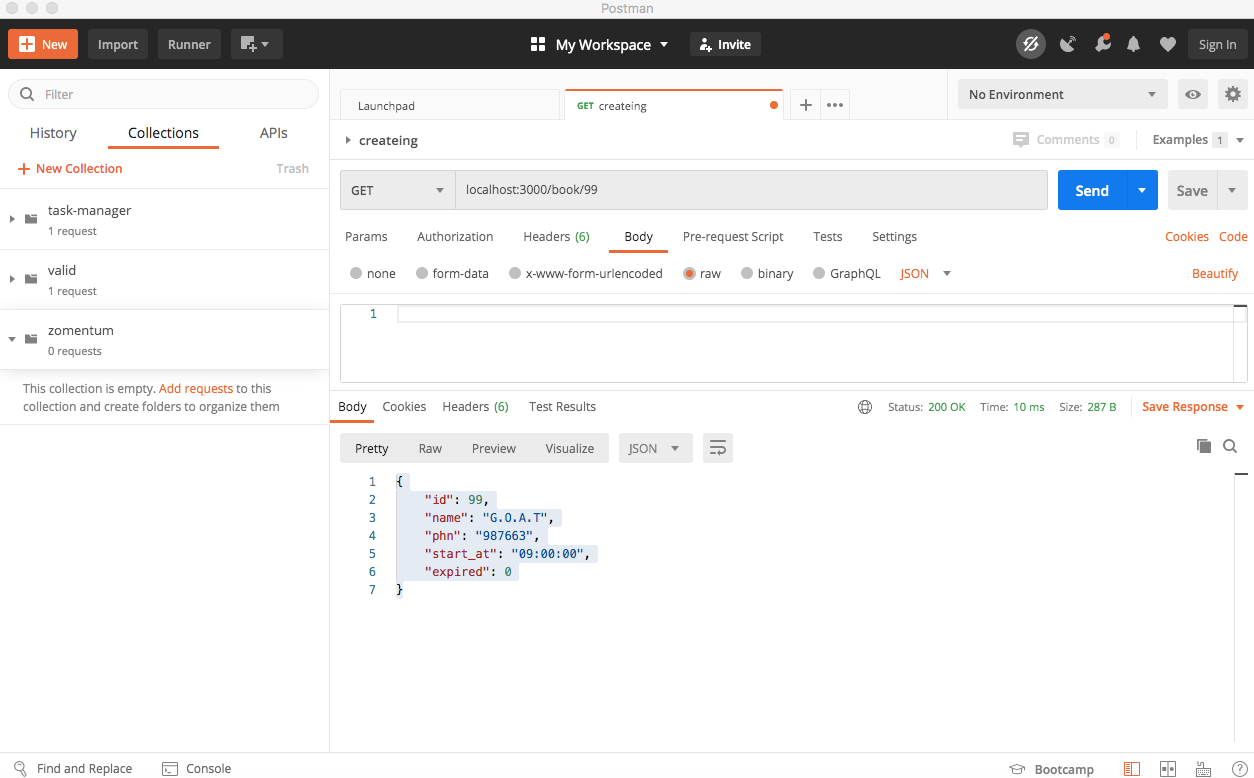 Postman
New Import Runner My Workspace Invite Sign In
Filter
History Collections APIs
New Collection Trash
task-manager
1 request
valid
1 request
zomentum
0 requests
This collection is empty. Add requests to this
collection and create folders to organize them
Launchpad GET createing No Environment
createing Comments 0 Examples 1
GET localhost:3000/book/99 Send Save
Params Authorization Headers (6) Body Pre-request Script Tests Settings Cookies Code
none form-data x-www-form-urlencoded raw binary GraphQL JSON Beautify
1
Body Cookies Headers (6) Test Results Status: 200 OK Time: 10 ms Size: 287 B Save Response
Pretty Raw Preview Visualize JSON
1 {
2 "id": 99,
3 "name": "G.O.A.T",
4 "phn": "987663",
5 "start_at": "09:00:00",
6 "expired": 0
7 }
Find and Replace Console Bootcamp